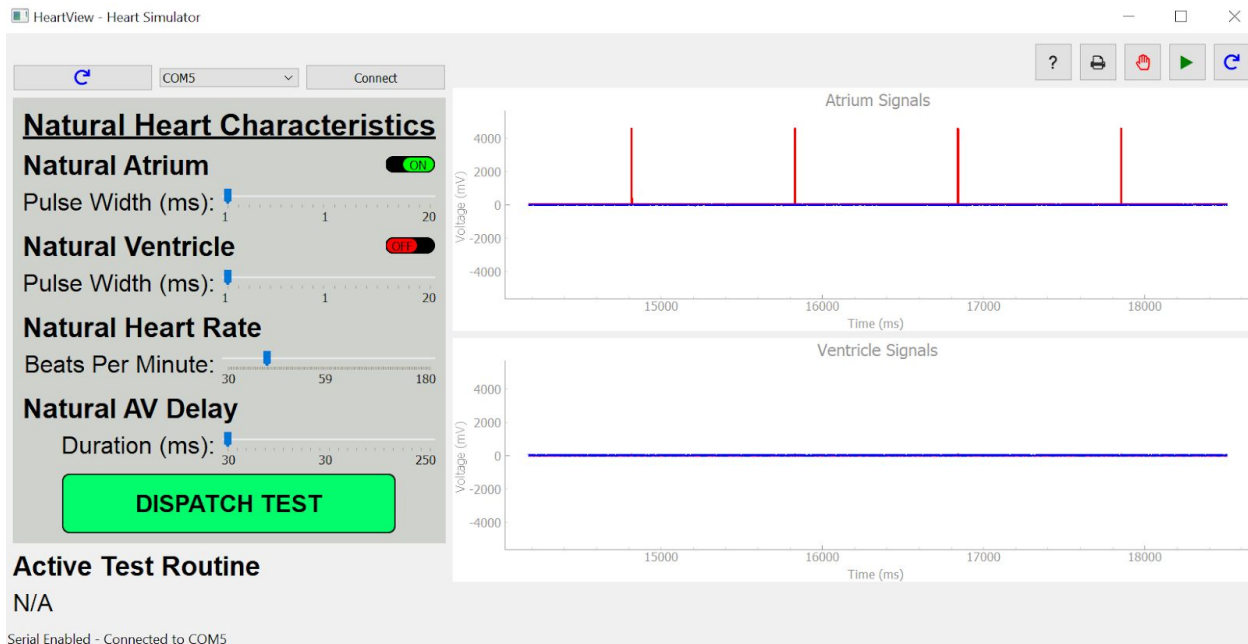 HeartView - Heart Simulator
COM5
Connect
?
Natural Heart Characteristics
Natural Atrium
ON
Pulse Width (ms):
1 1 20
Natural Ventricle
OFF
Pulse Width (ms):
1 1 20
Natural Heart Rate
Beats Per Minute:
30 59 180
Natural AV Delay
Duration (ms):
30 30 250
DISPATCH TEST
Active Test Routine
N/A
Serial Enabled - Connected to COM5
Atrium Signals
Voltage (mV)
4000
2000
0
-2000
-4000
15000 16000 17000 18000
Time (ms)
Ventricle Signals
Voltage (mV)
4000
2000
0
-2000
-4000
15000 16000 17000 18000
Time (ms)